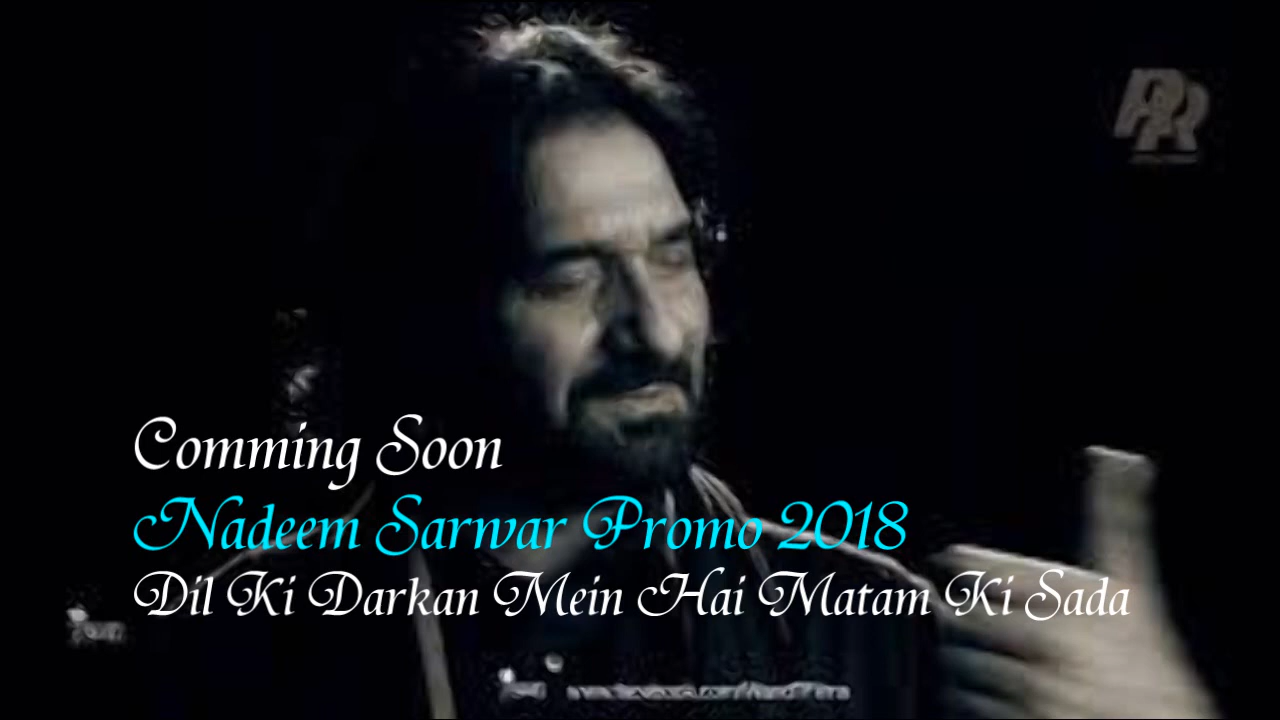 Comming Soon
Nadeem Sarwar Promo 2018
Dil Ki Darkan Mein Hai Matam Ki Sada